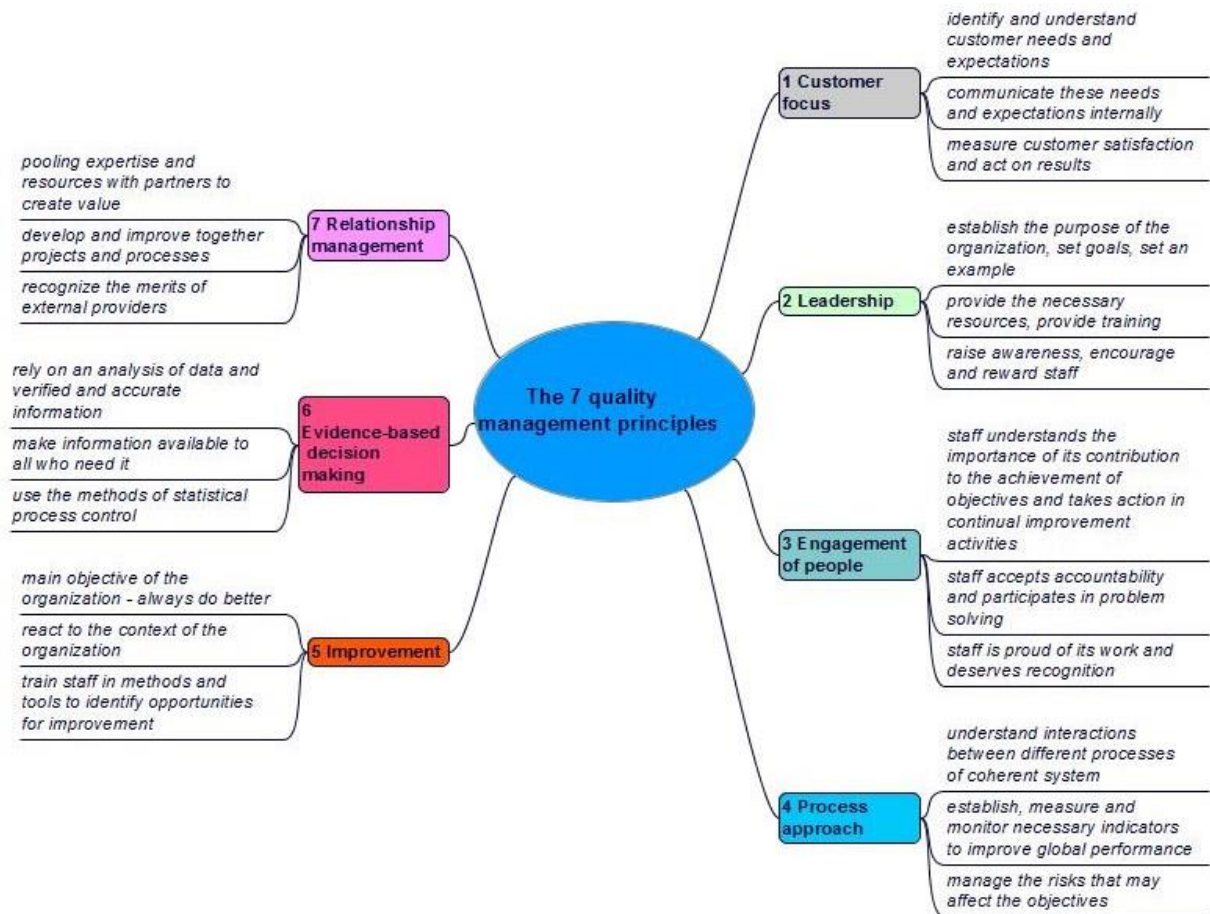 The 7 quality
management principles
1 Customer
focus
identify and understand
customer needs and
expectations
communicate these needs
and expectations internally
measure customer satisfaction
and act on results
2 Leadership
establish the purpose of the
organization, set goals, set an
example
provide the necessary
resources, provide training
raise awareness, encourage
and reward staff
3 Engagement
of people
staff understands the
importance of its contribution
to the achievement of
objectives and takes action in
continual improvement
activities
staff accepts accountability
and participates in problem
solving
staff is proud of its work and
deserves recognition
4 Process
approach
understand interactions
between different processes
of coherent system
establish, measure and
monitor necessary indicators
to improve global performance
manage the risks that may
affect the objectives
5 Improvement
main objective of the
organization - always do better
react to the context of the
organization
train staff in methods and
tools to identify opportunities
for improvement
6
Evidence-based
decision
making
rely on an analysis of data and
verified and accurate
information
make information available to
all who need it
use the methods of statistical
process control
7 Relationship
management
pooling expertise and
resources with partners to
create value
develop and improve together
projects and processes
recognize the merits of
external providers